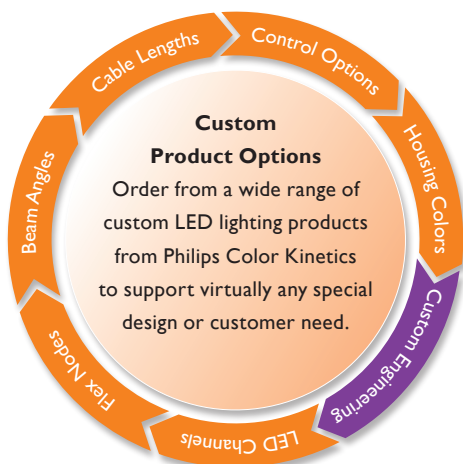 Cable Lengths
Control Options
Housing Colors
Custom Engineering
LED Channels
Flex Nodes
Beam Angles
Custom
Product Options
Order from a wide range of
custom LED lighting products
from Philips Color Kinetics
to support virtually any special
design or customer need.